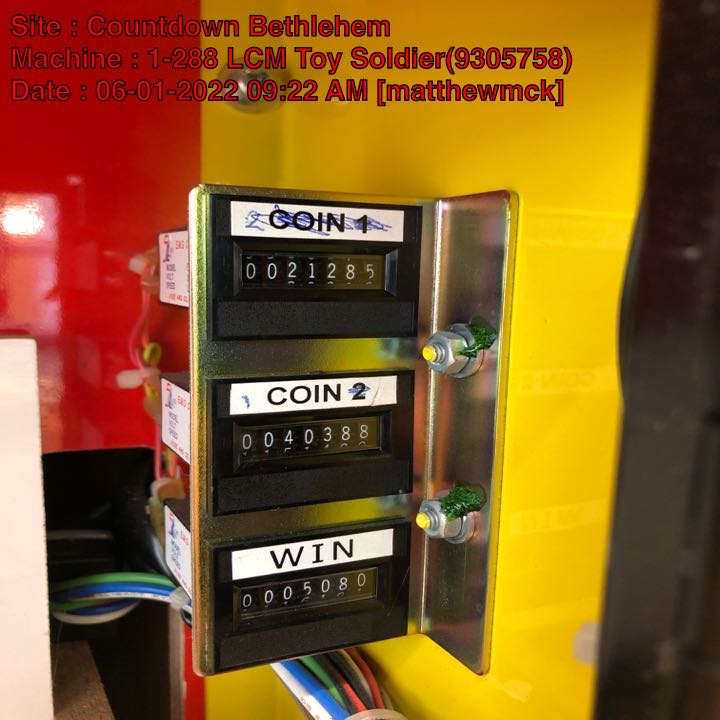 Site : Countdown Bethlehem
Machine : 1-288 LCM Toy Soldier(9305758)
Date : 06-01-2022 09:22 AM [matthewmck]
COIN 1
0021285
COIN 2
0040388
WIN
0005080